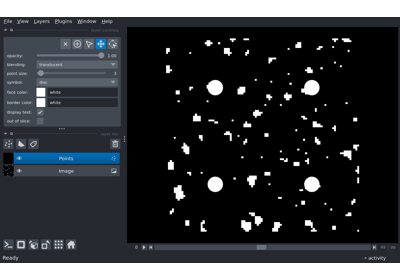 File View Layers Plugins Window Help
opacity: 1.00
blending: translucent
point size:
symbol: disc
face color: white
border color: white
display text:
out of slice:
Points
Image
Ready
activity